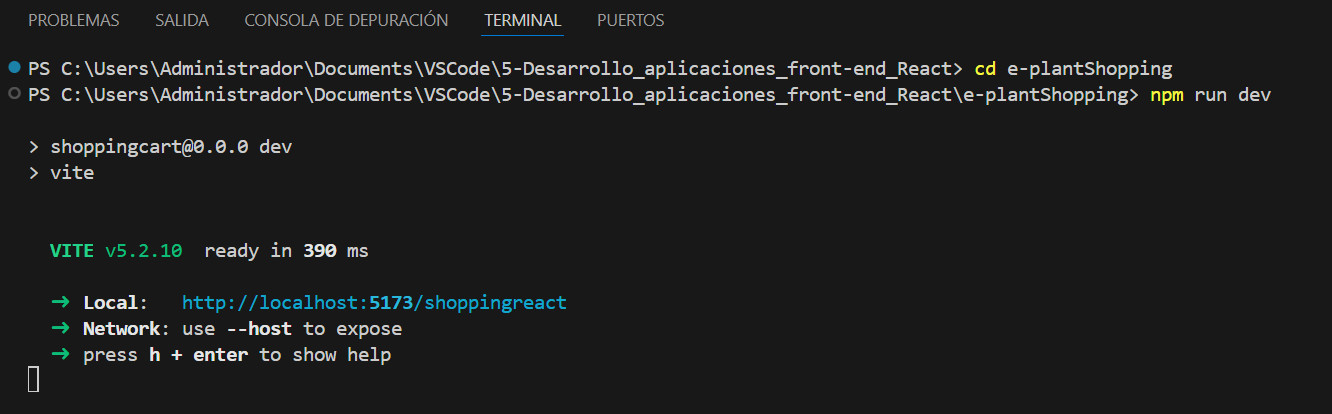 PROBLEMAS SALIDA CONSOLA DE DEPURACIÓN TERMINAL PUERTOS
PS C:\Users\Administrador\Documents\VSCode\5-Desarrollo_aplicaciones_front-end_React> cd e-plantShopping
PS C:\Users\Administrador\Documents\VSCode\5-Desarrollo_aplicaciones_front-end_React\e-plantShopping> npm run dev
> shoppingcart@0.0.0 dev
> vite
VITE v5.2.10 ready in 390 ms
➜ Local: http://localhost:5173/shoppingreact
➜ Network: use --host to expose
➜ press h + enter to show help